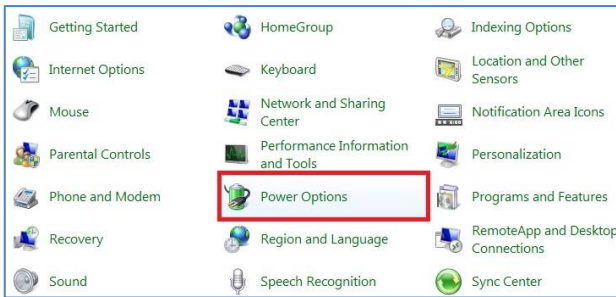 Getting Started
HomeGroup
Indexing Options
Internet Options
Keyboard
Location and Other
Sensors
Mouse
Network and Sharing
Center
Notification Area Icons
Parental Controls
Performance Information
and Tools
Personalization
Phone and Modem
Power Options
Programs and Features
Recovery
Region and Language
RemoteApp and Desktop
Connections
Sound
Speech Recognition
Sync Center